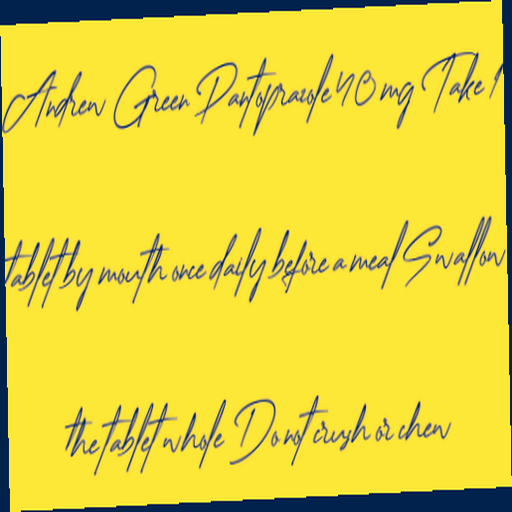 Andrew Green Pantoprazole 40 mg Take 1
tablet by mouth once daily before a meal Swallow
the tablet whole Do not crush or chew